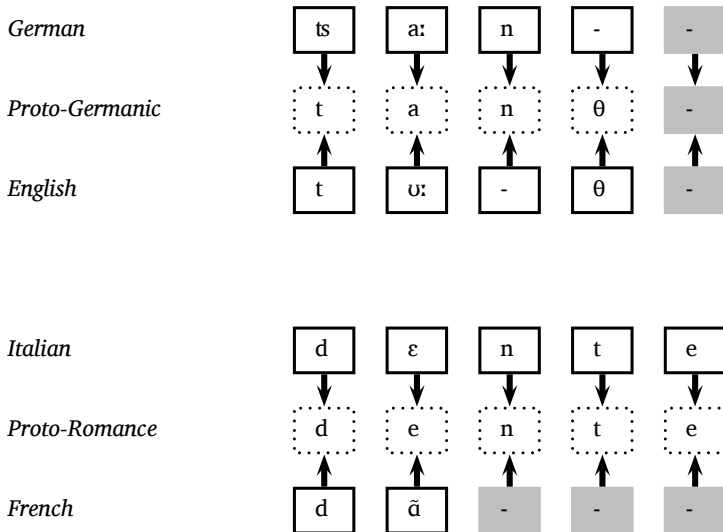 German ts aː n - -
Proto-Germanic t a n θ -
English t ʊː - θ -
Italian d ɛ n t e
Proto-Romance d e n t e
French d ã - - -